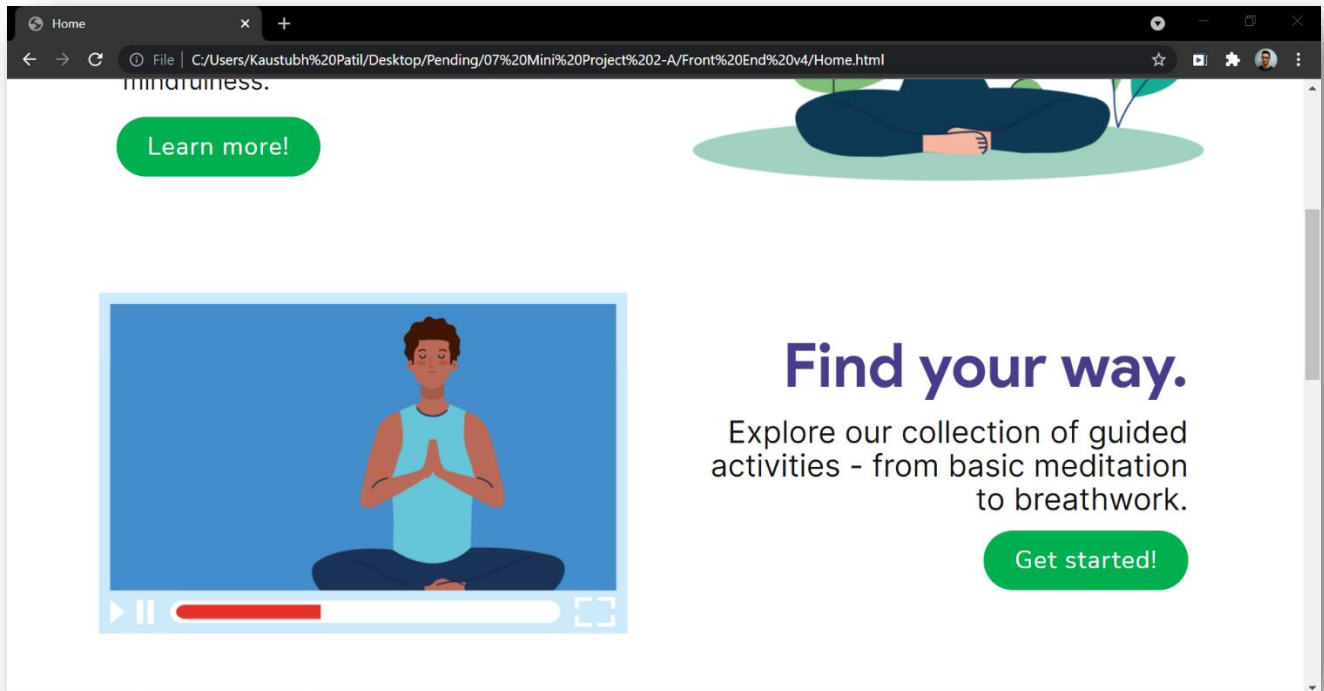 Home
File | C:/Users/Kaustubh%20Patil/Desktop/Pending/07%20Mini%20Project%202-A/Front%20End%20v4/Home.html
mindfulness.
Learn more!
Find your way.
Explore our collection of guided
activities - from basic meditation
to breathwork.
Get started!